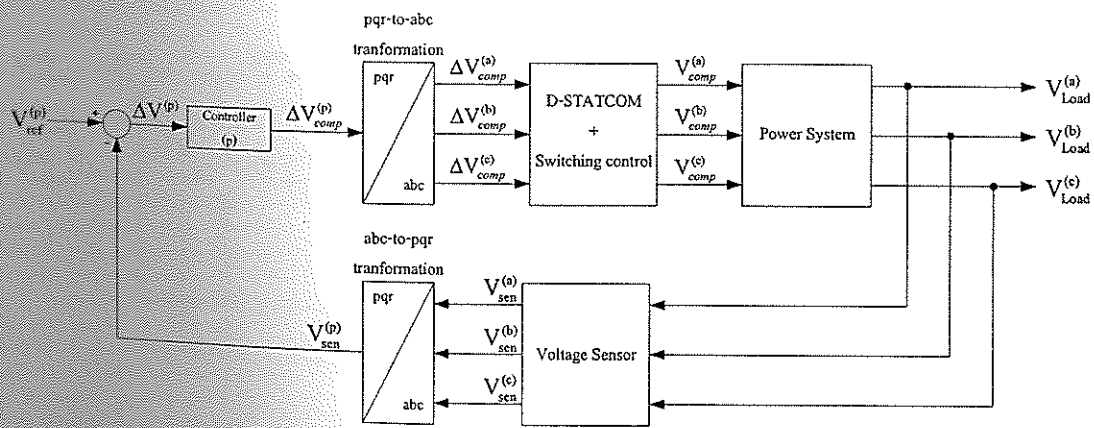 pqr-to-abc
tranformation
pqr
abc
V_ref^(p)
+
-
ΔV^(p)
Controller
(p)
ΔV_comp^(p)
ΔV_comp^(a)
ΔV_comp^(b)
ΔV_comp^(c)
D-STATCOM
+
Switching control
V_comp^(a)
V_comp^(b)
V_comp^(c)
Power System
V_Load^(a)
V_Load^(b)
V_Load^(c)
abc-to-pqr
tranformation
pqr
abc
V_sen^(p)
V_sen^(a)
V_sen^(b)
V_sen^(c)
Voltage Sensor